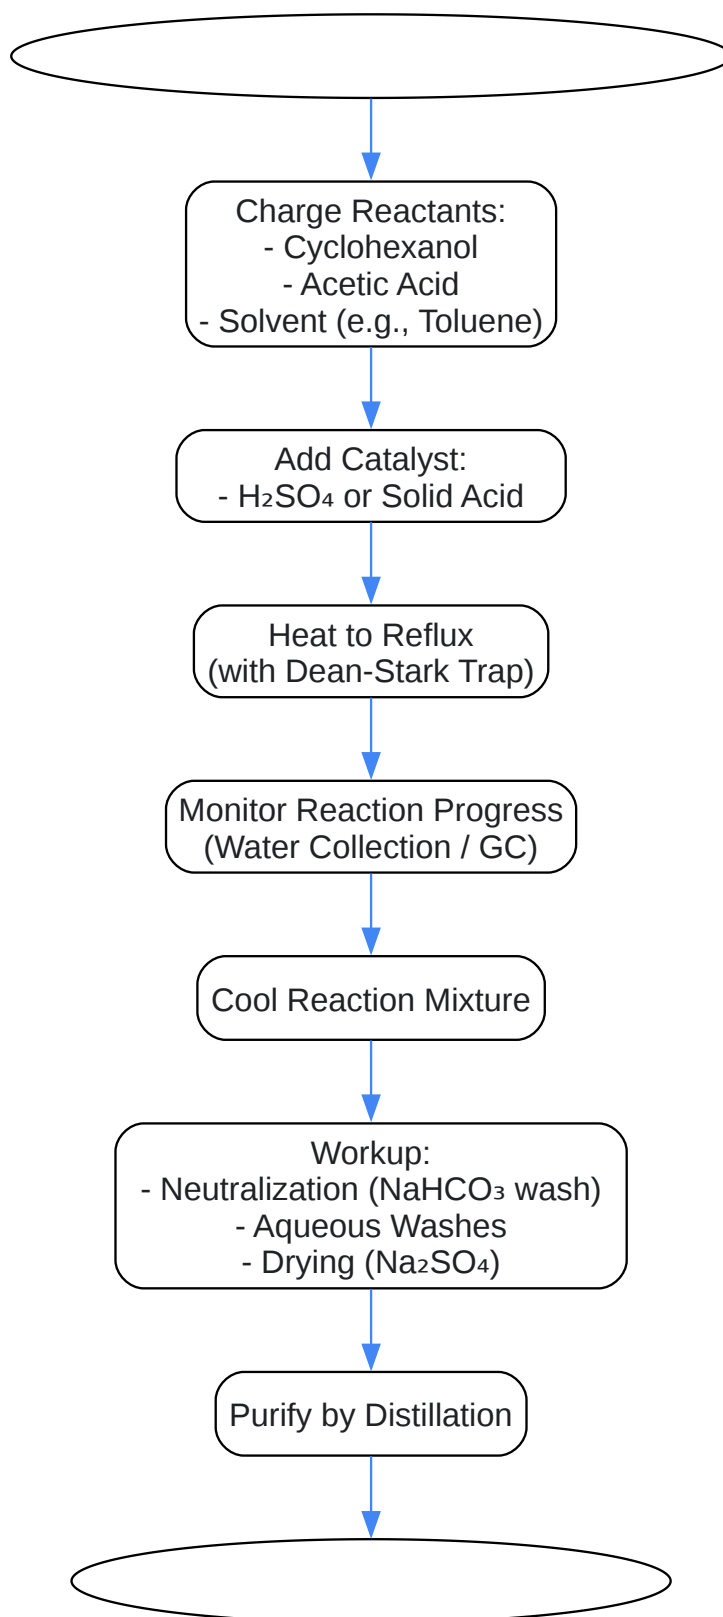 Charge Reactants:
- Cyclohexanol
- Acetic Acid
- Solvent (e.g., Toluene)
Add Catalyst:
- H₂SO₄ or Solid Acid
Heat to Reflux
(with Dean-Stark Trap)
Monitor Reaction Progress
(Water Collection / GC)
Cool Reaction Mixture
Workup:
- Neutralization (NaHCO₃ wash)
- Aqueous Washes
- Drying (Na₂SO₄)
Purify by Distillation